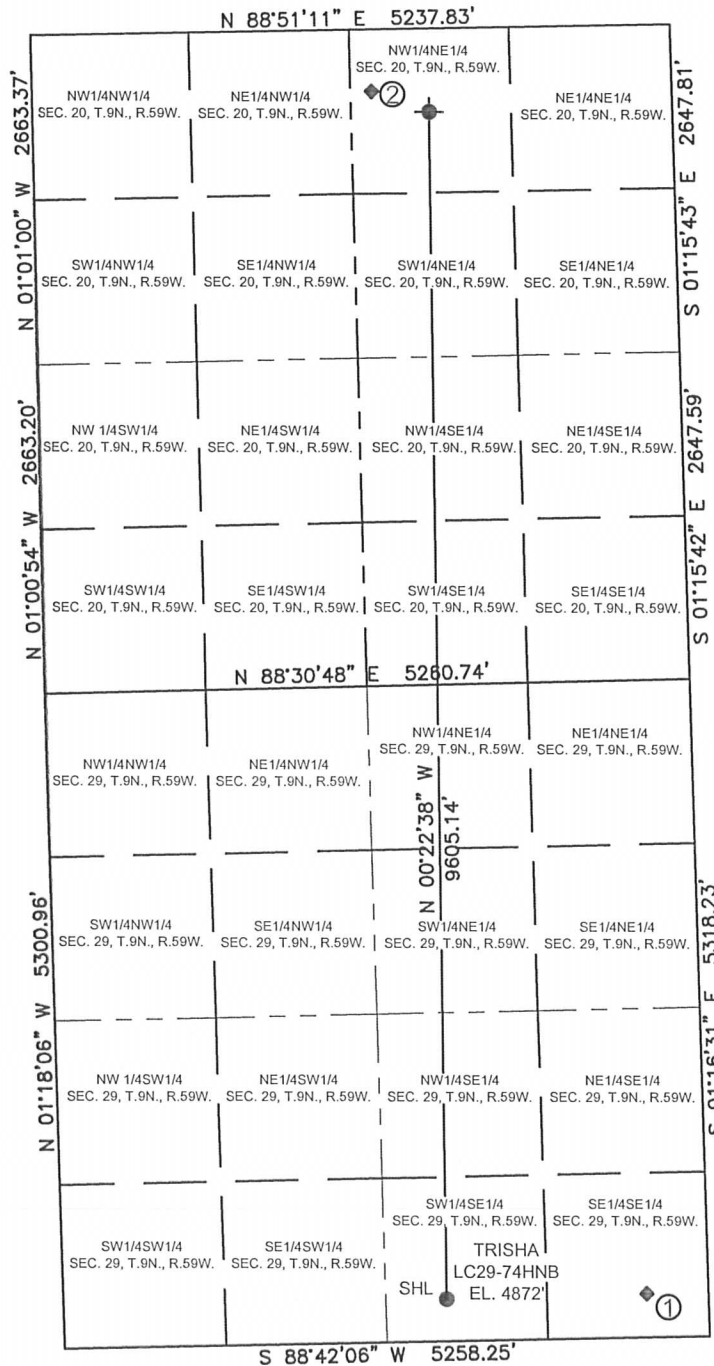 N 88°51'11" E 5237.83'
NW1/4NE1/4
SEC. 20, T.9N., R.59W.
NW1/4NW1/4
SEC. 20, T.9N., R.59W.
NE1/4NW1/4
SEC. 20, T.9N., R.59W.
②
NE1/4NE1/4
SEC. 20, T.9N., R.59W.
N 01°01'00" W 2663.37'
S 01°15'43" E 2647.81'
SW1/4NW1/4
SEC. 20, T.9N., R.59W.
SE1/4NW1/4
SEC. 20, T.9N., R.59W.
SW1/4NE1/4
SEC. 20, T.9N., R.59W.
SE1/4NE1/4
SEC. 20, T.9N., R.59W.
NW 1/4SW1/4
SEC. 20, T.9N., R.59W.
NE1/4SW1/4
SEC. 20, T.9N., R.59W.
NW1/4SE1/4
SEC. 20, T.9N., R.59W.
NE1/4SE1/4
SEC. 20, T.9N., R.59W.
N 01°00'54" W 2663.20'
S 01°15'42" E 2647.59'
SW1/4SW1/4
SEC. 20, T.9N., R.59W.
SE1/4SW1/4
SEC. 20, T.9N., R.59W.
SW1/4SE1/4
SEC. 20, T.9N., R.59W.
SE1/4SE1/4
SEC. 20, T.9N., R.59W.
N 88°30'48" E 5260.74'
NW1/4NW1/4
SEC. 29, T.9N., R.59W.
NE1/4NW1/4
SEC. 29, T.9N., R.59W.
NW1/4NE1/4
SEC. 29, T.9N., R.59W.
NE1/4NE1/4
SEC. 29, T.9N., R.59W.
N 00°22'38" W
9605.14'
SW1/4NW1/4
SEC. 29, T.9N., R.59W.
SE1/4NW1/4
SEC. 29, T.9N., R.59W.
SW1/4NE1/4
SEC. 29, T.9N., R.59W.
SE1/4NE1/4
SEC. 29, T.9N., R.59W.
N 01°18'06" W 5300.96'
S 01°16'31" E 5318.23'
NW 1/4SW1/4
SEC. 29, T.9N., R.59W.
NE1/4SW1/4
SEC. 29, T.9N., R.59W.
NW1/4SE1/4
SEC. 29, T.9N., R.59W.
NE1/4SE1/4
SEC. 29, T.9N., R.59W.
SW1/4SW1/4
SEC. 29, T.9N., R.59W.
SE1/4SW1/4
SEC. 29, T.9N., R.59W.
SW1/4SE1/4
SEC. 29, T.9N., R.59W.
SE1/4SE1/4
SEC. 29, T.9N., R.59W.
TRISHA
LC29-74HNB
EL. 4872'
SHL
①
S 88°42'06" W 5258.25'